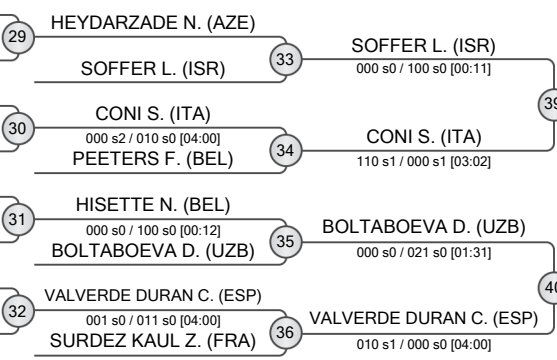 29
HEYDARZADE N. (AZE)
SOFFER L. (ISR)
33
SOFFER L. (ISR)
000 s0 / 100 s0 [00:11]
30
CONI S. (ITA)
000 s2 / 010 s0 [04:00]
PEETERS F. (BEL)
34
CONI S. (ITA)
110 s1 / 000 s1 [03:02]
39
31
HISETTE N. (BEL)
000 s0 / 100 s0 [00:12]
BOLTABOEVA D. (UZB)
35
BOLTABOEVA D. (UZB)
000 s0 / 021 s0 [01:31]
32
VALVERDE DURAN C. (ESP)
001 s0 / 011 s0 [04:00]
SURDEZ KAUL Z. (FRA)
36
VALVERDE DURAN C. (ESP)
010 s1 / 000 s0 [04:00]
40